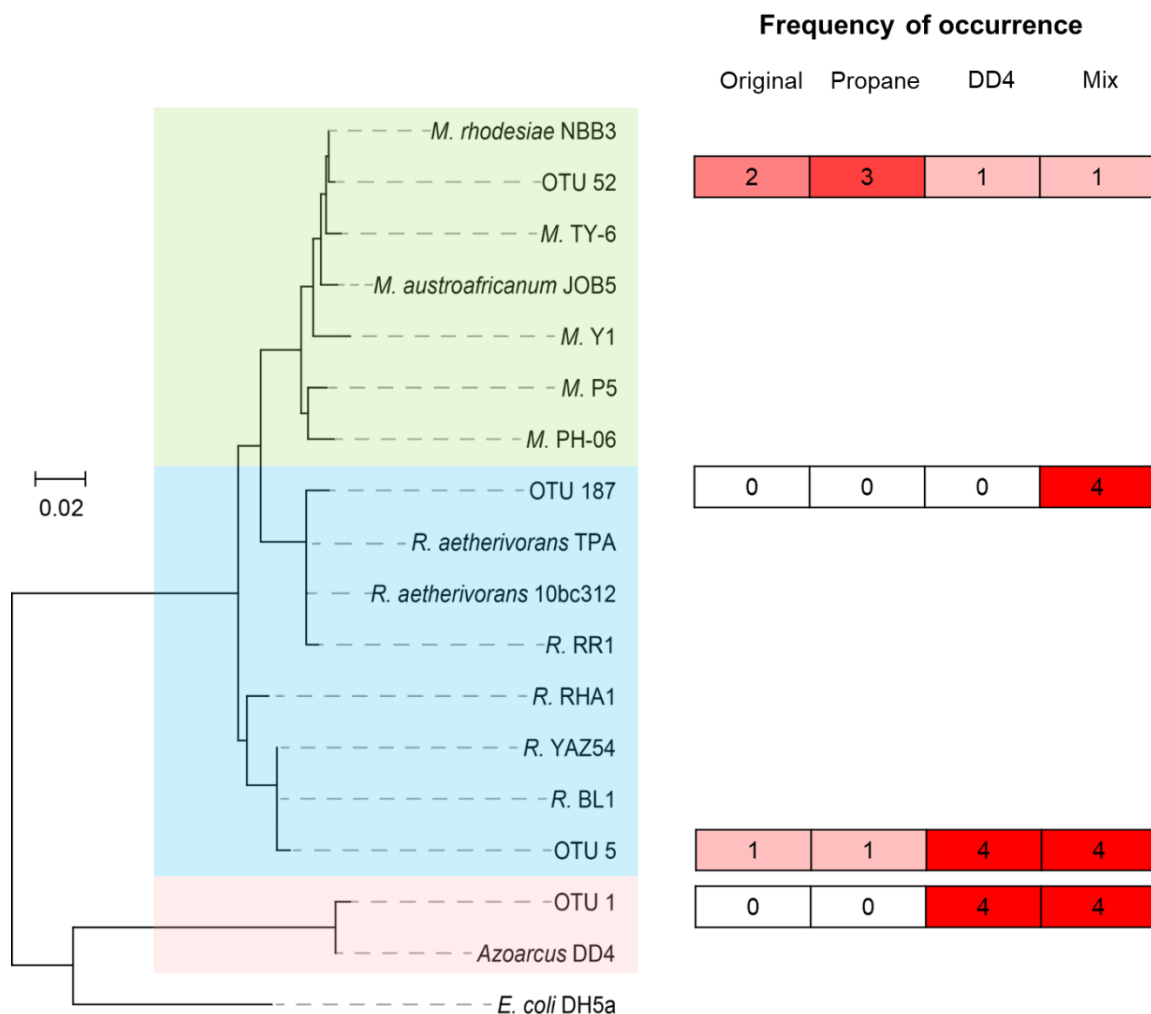 Frequency of occurrence
Original Propane DD4 Mix
M. rhodesiae NBB3
OTU 52 2 3 1 1
M. TY-6
M. austroafricanum JOB5
M. Y1
M. P5
M. PH-06
0.02
OTU 187 0 0 0 4
R. aetherivorans TPA
R. aetherivorans 10bc312
R. RR1
R. RHA1
R. YAZ54
R. BL1
OTU 5 1 1 4 4
OTU 1 0 0 4 4
Azoarcus DD4
E. coli DH5a